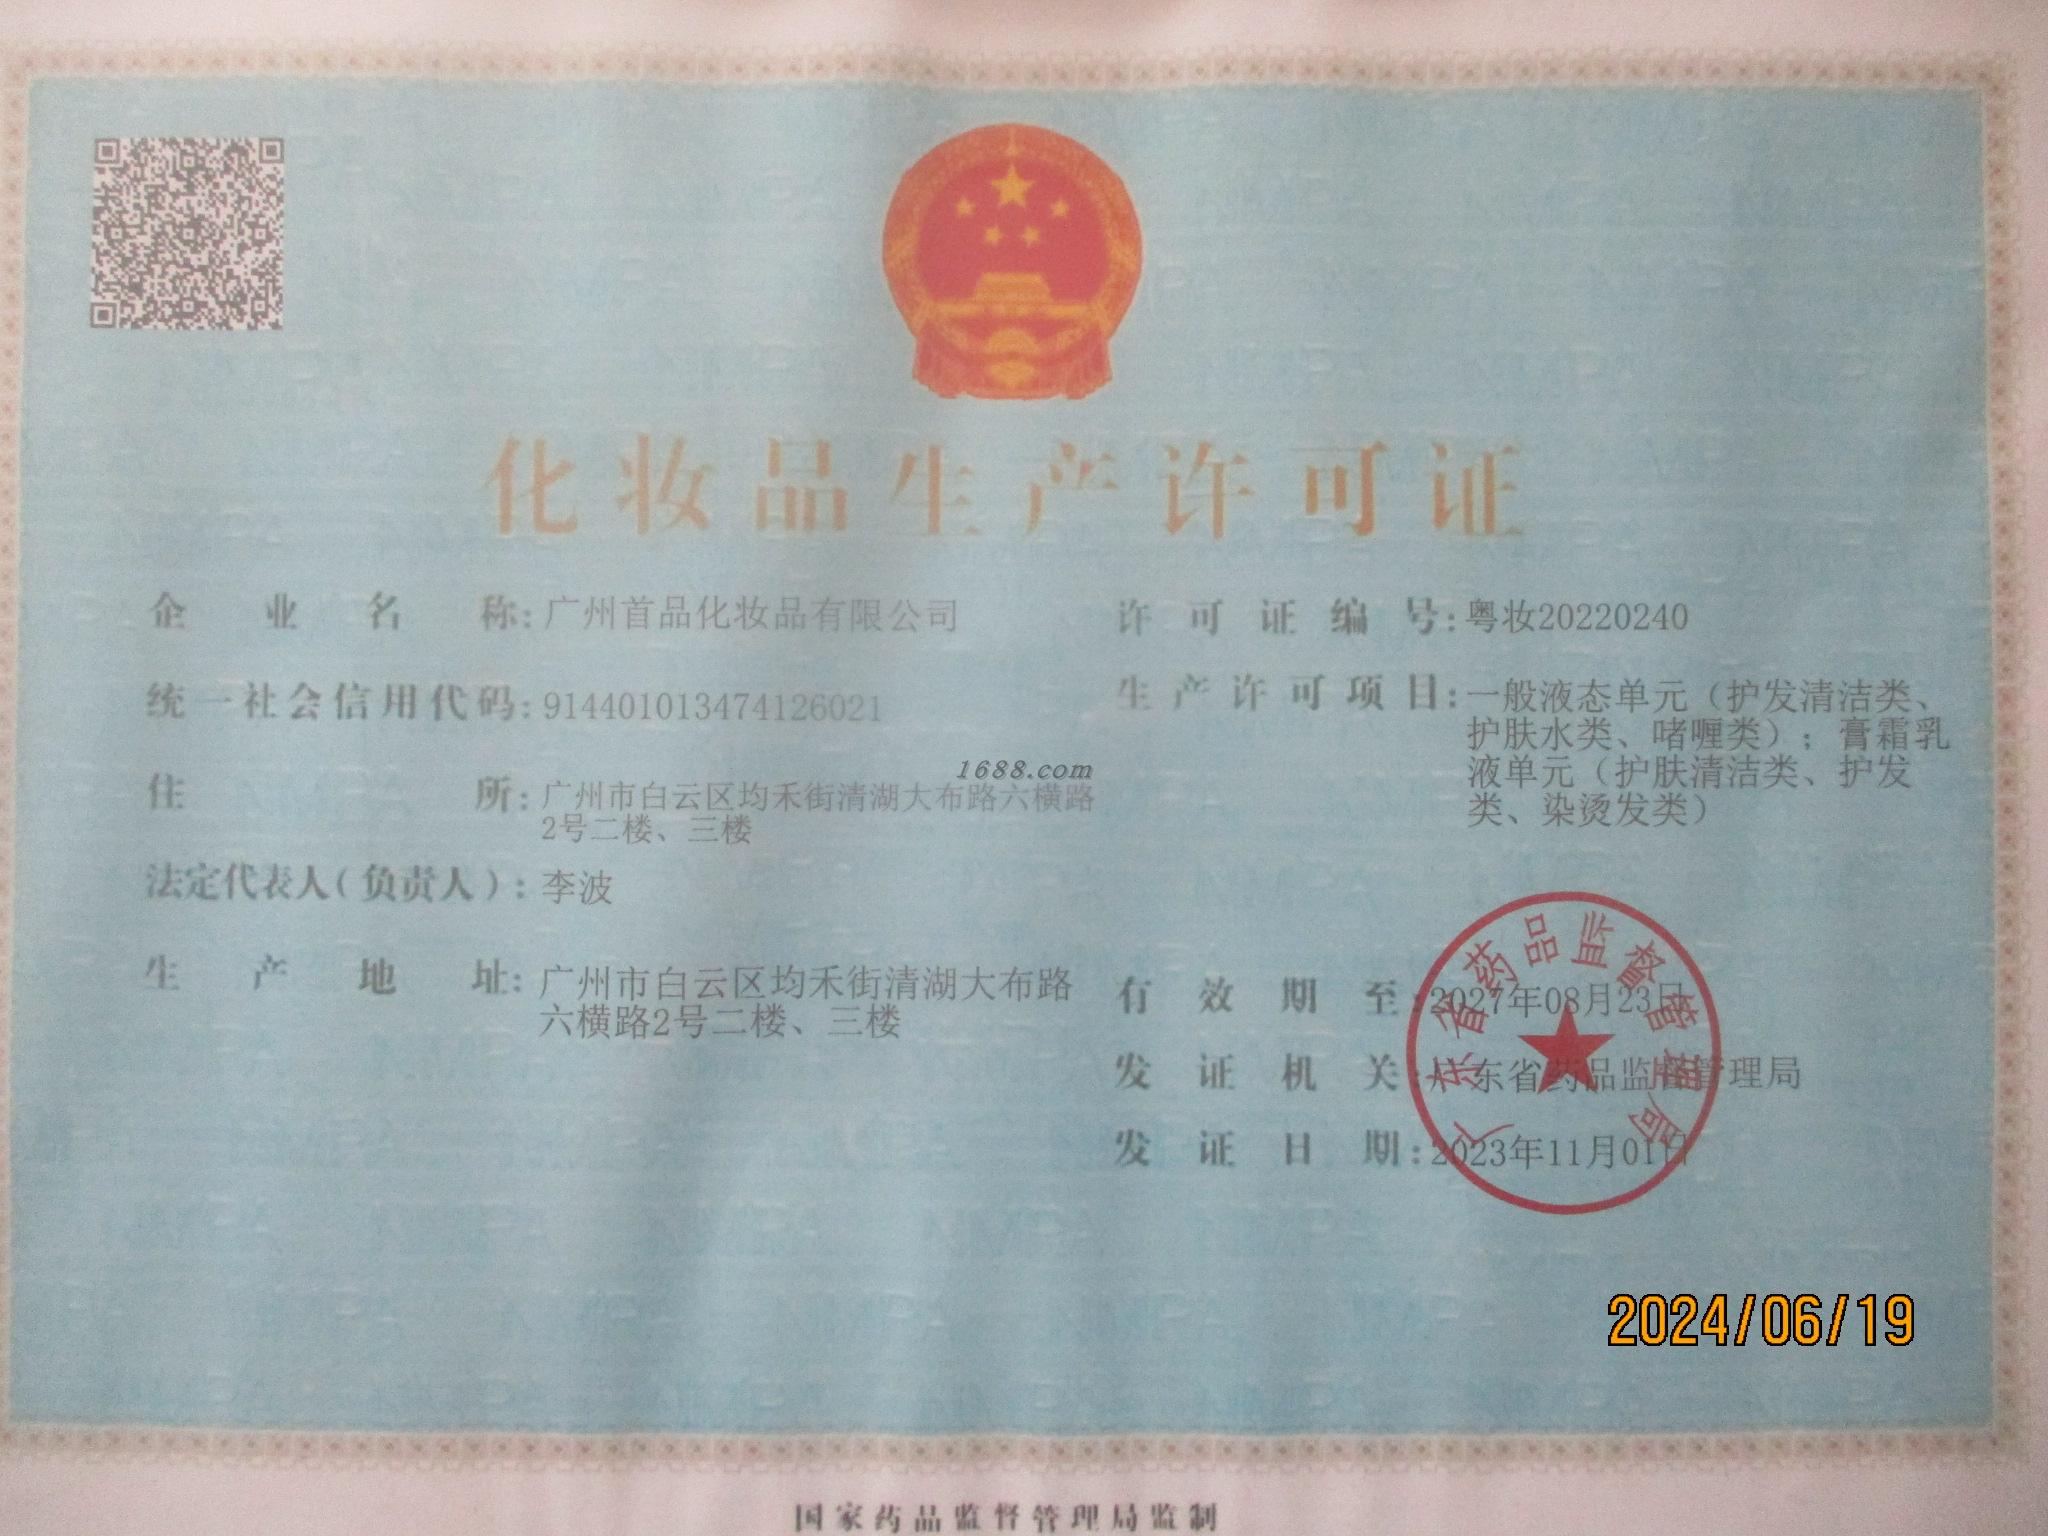 化妆品生产许可证
企业名称：广州首品化妆品有限公司
统一社会信用代码：914401013474126021
住所：广州市白云区均禾街清湖大布路六横路
2号二楼、三楼
法定代表人（负责人）：李波
生产地址：广州市白云区均禾街清湖大布路
六横路2号二楼、三楼
许可证编号：粤妆20220240
生产许可项目：一般液态单元（护发清洁类、
护肤水类、啫喱类）；膏霜乳
液单元（护肤清洁类、护发
类、染烫发类）
有效期至：2027年08月23日
发证机关：广东省药品监督管理局
发证日期：2023年11月01日
广东省药品监督管理局
1688.com
2024/06/19
国家药品监督管理局监制